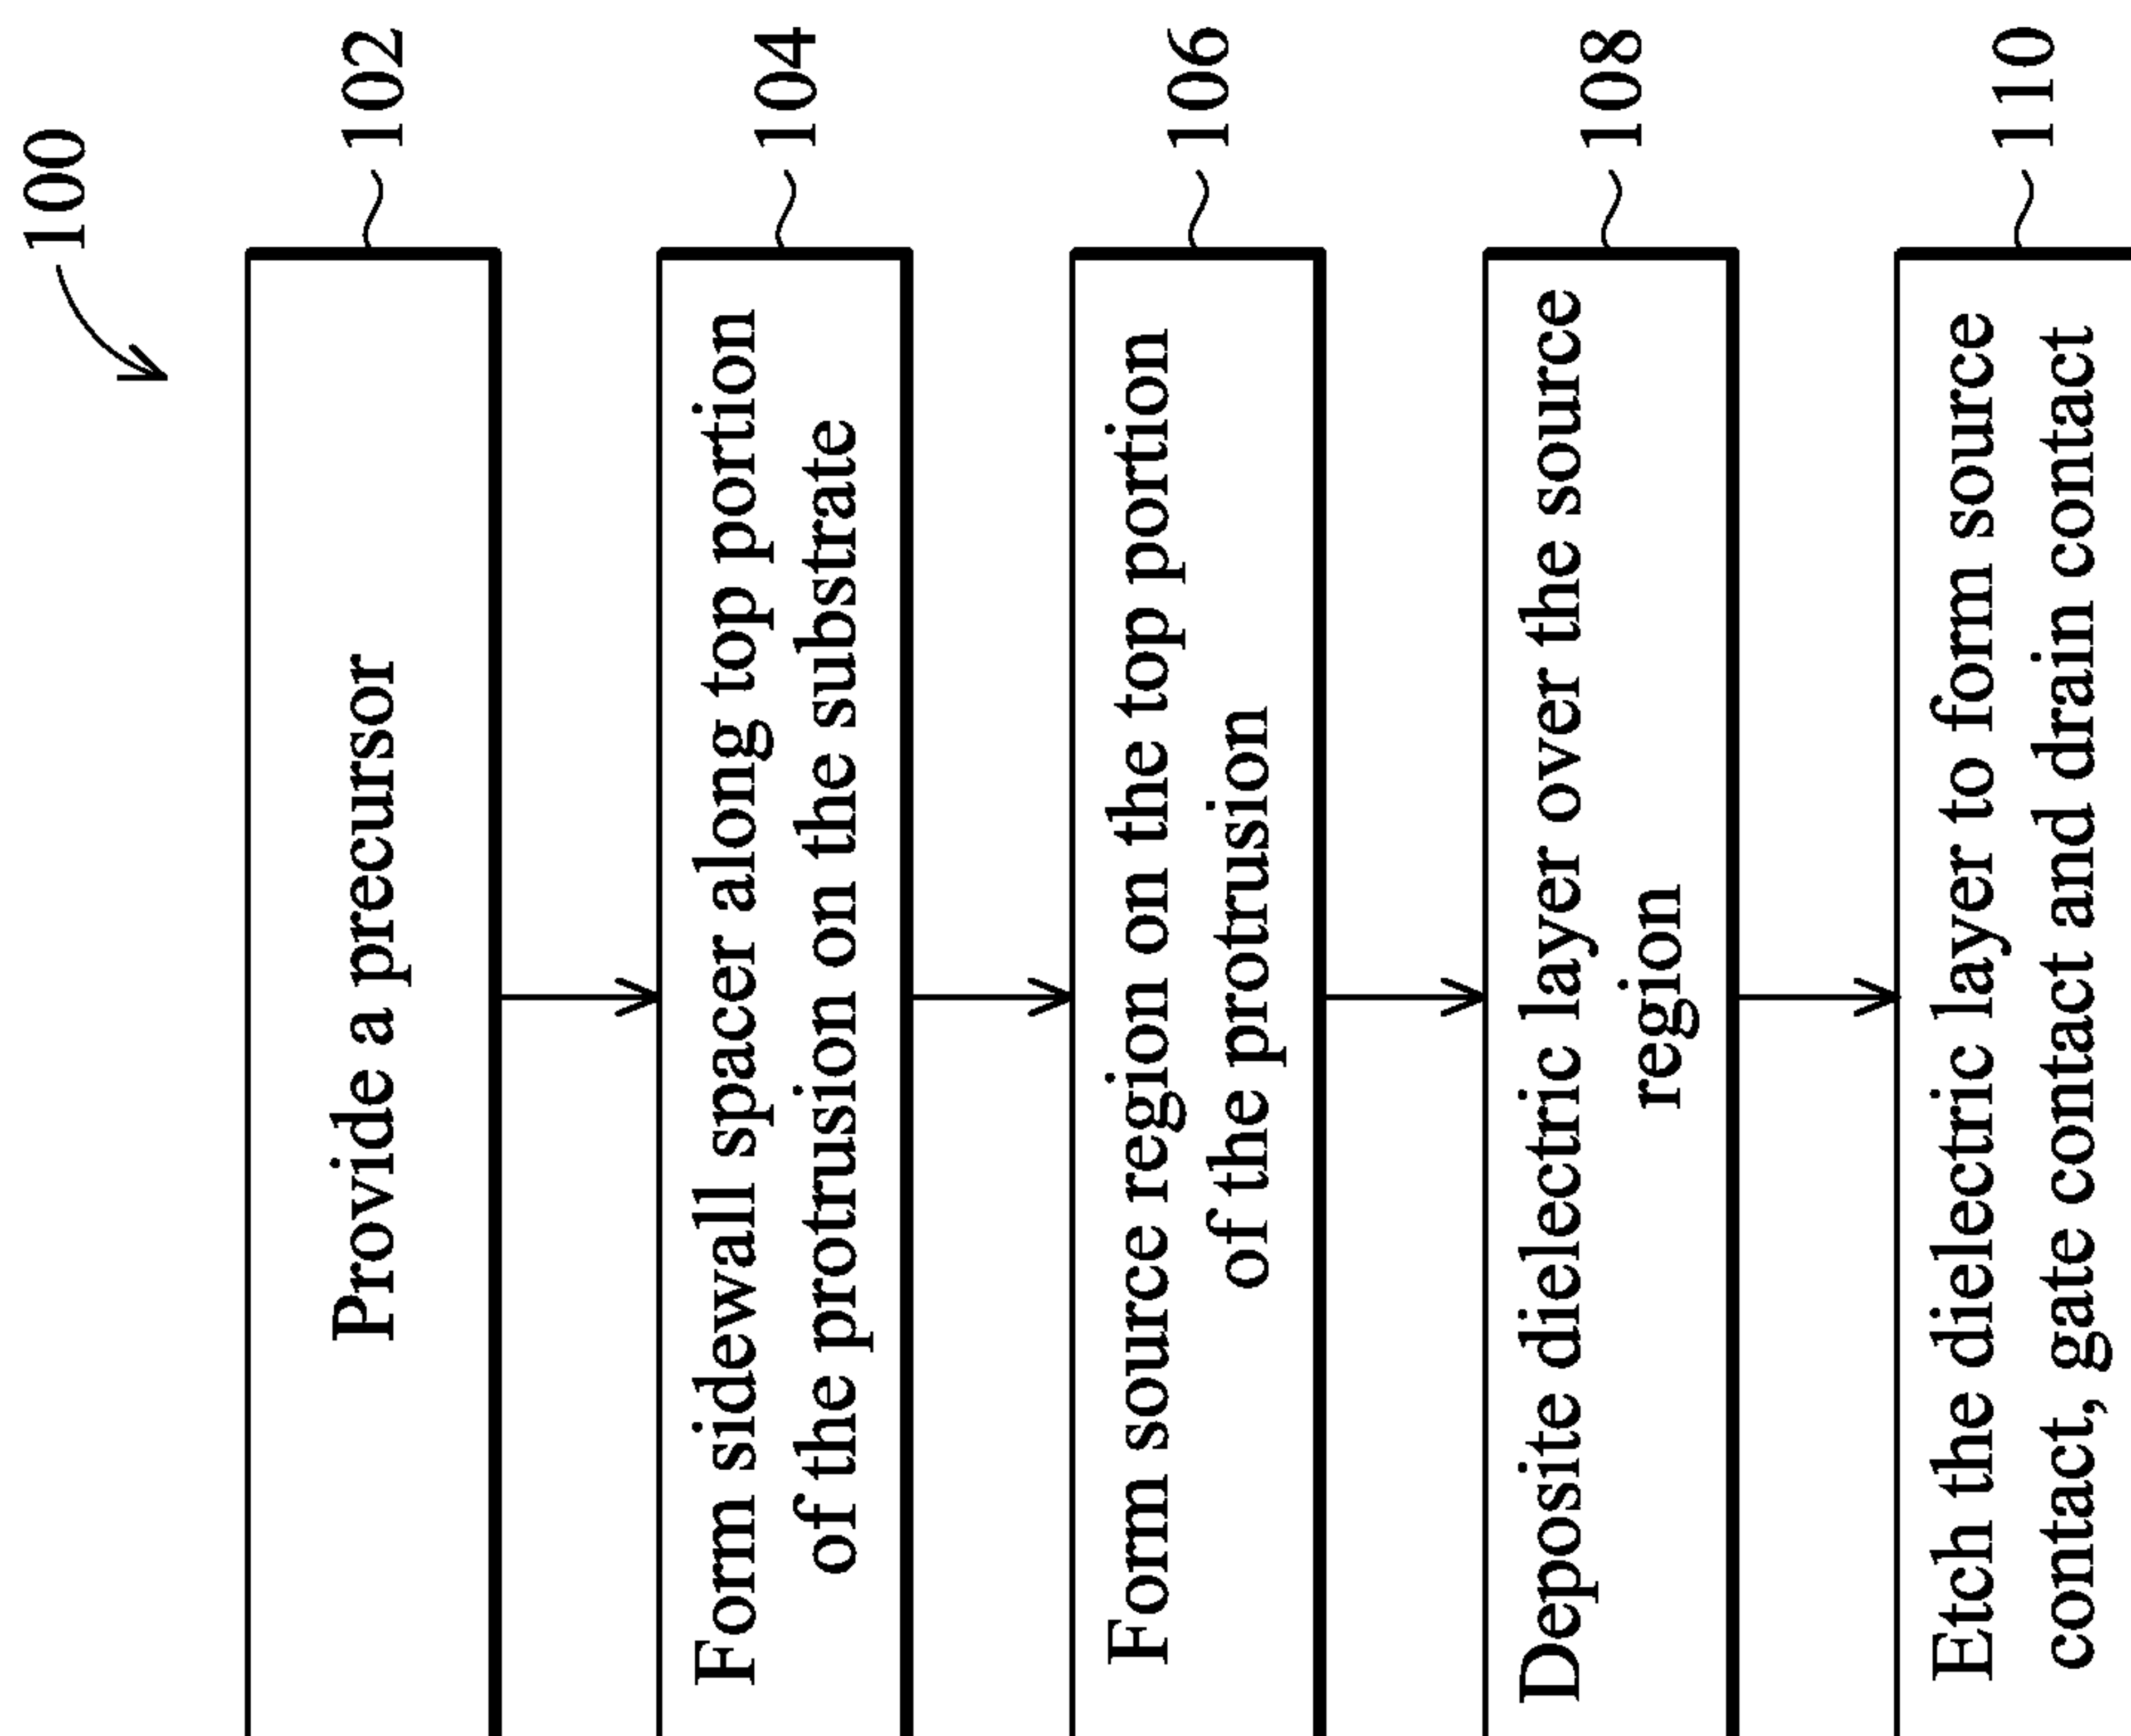 100
Provide a precursor
102
Form sidewall spacer along top portion
of the protrusion on the substrate
104
Form source region on the top portion
of the protrusion
106
Deposite dielectric layer over the source
region
108
Etch the dielectric layer to form source
contact, gate contact and drain contact
110